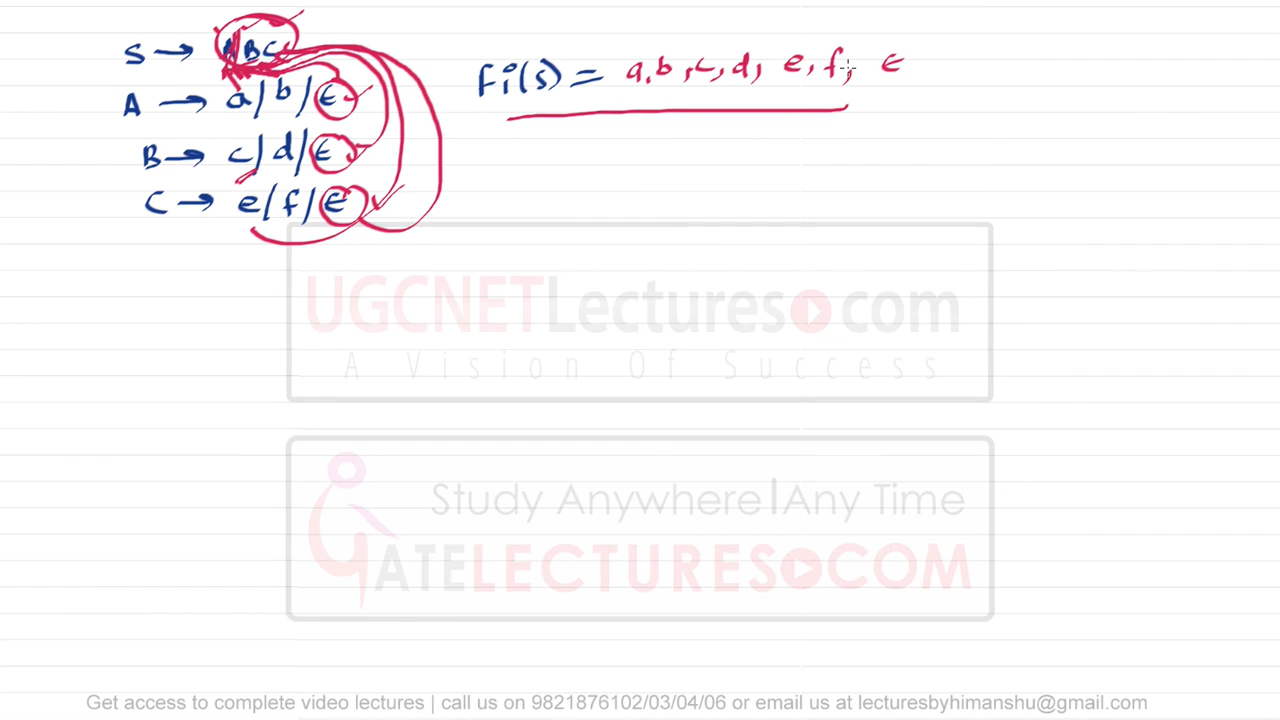 S → ABC
Fi(s) = a, b, c, d, e, f, ϵ
A → a/b/ϵ
B → c/d/ϵ
C → e/f/ϵ
UGCNETLectures.com
A Vision Of Success
Study Anywhere|Any Time
GATELECTURES.COM
Get access to complete video lectures | call us on 9821876102/03/04/06 or email us at lecturesbyhimanshu@gmail.com